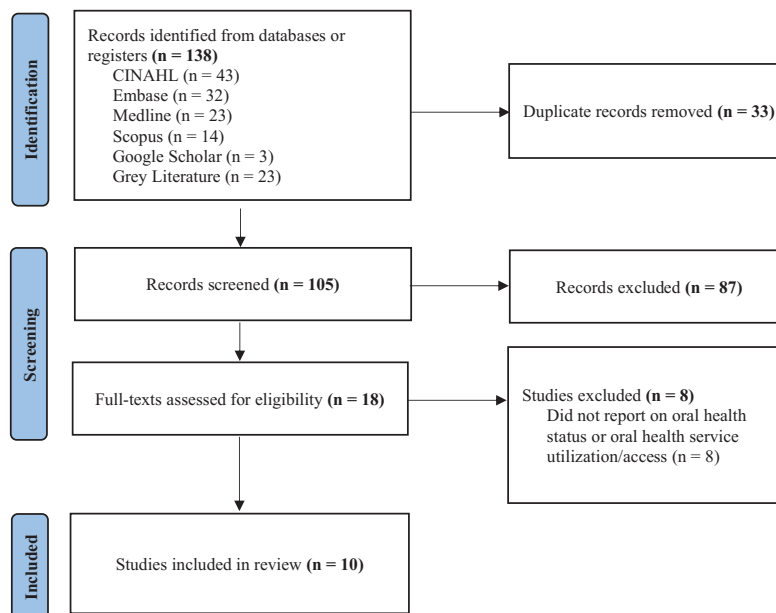 Identification
Records identified from databases or
registers (n = 138)
CINAHL (n = 43)
Embase (n = 32)
Medline (n = 23)
Scopus (n = 14)
Google Scholar (n = 3)
Grey Literature (n = 23)
Duplicate records removed (n = 33)
Screening
Records screened (n = 105)
Records excluded (n = 87)
Full-texts assessed for eligibility (n = 18)
Studies excluded (n = 8)
Did not report on oral health
status or oral health service
utilization/access (n = 8)
Included
Studies included in review (n = 10)